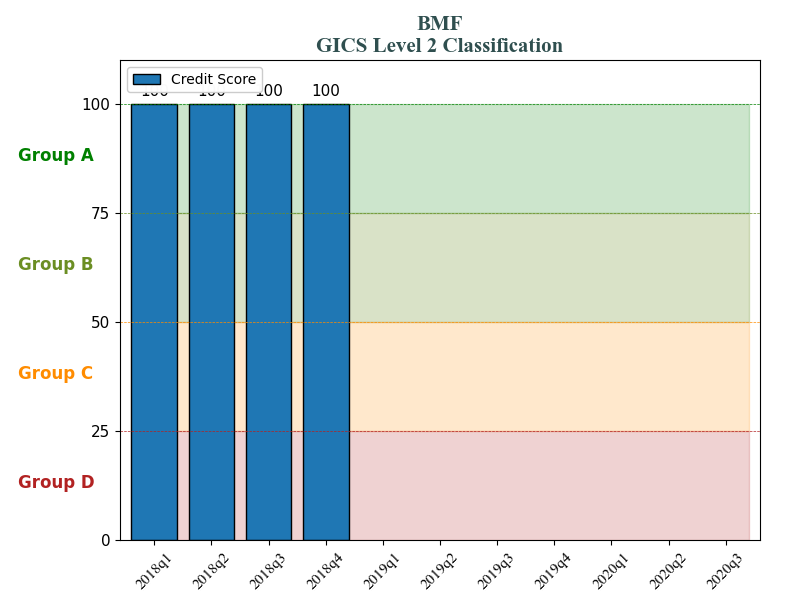 BMF
GICS Level 2 Classification
Credit Score
100 100 100 100
100
Group A
75
Group B
50
Group C
25
Group D
0
2018q1 2018q2 2018q3 2018q4 2019q1 2019q2 2019q3 2019q4 2020q1 2020q2 2020q3